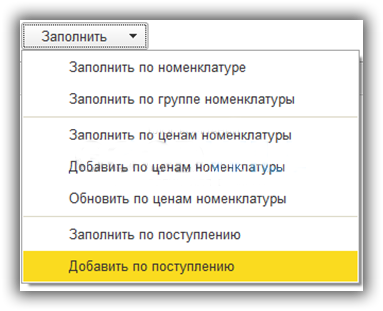 Заполнить
Заполнить по номенклатуре
Заполнить по группе номенклатуры
Заполнить по ценам номенклатуры
Добавить по ценам номенклатуры
Обновить по ценам номенклатуры
Заполнить по поступлению
Добавить по поступлению